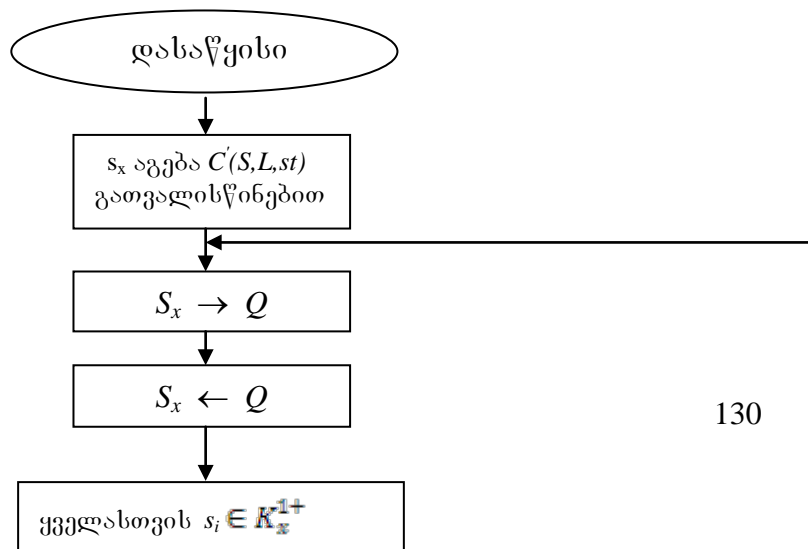 დასაწყისი
sₓ აგება C'(S,L,st)
გათვალისწინებით
Sₓ → Q
Sₓ ← Q
130
ყველასთვის sᵢ ∈ Kₓ¹⁺